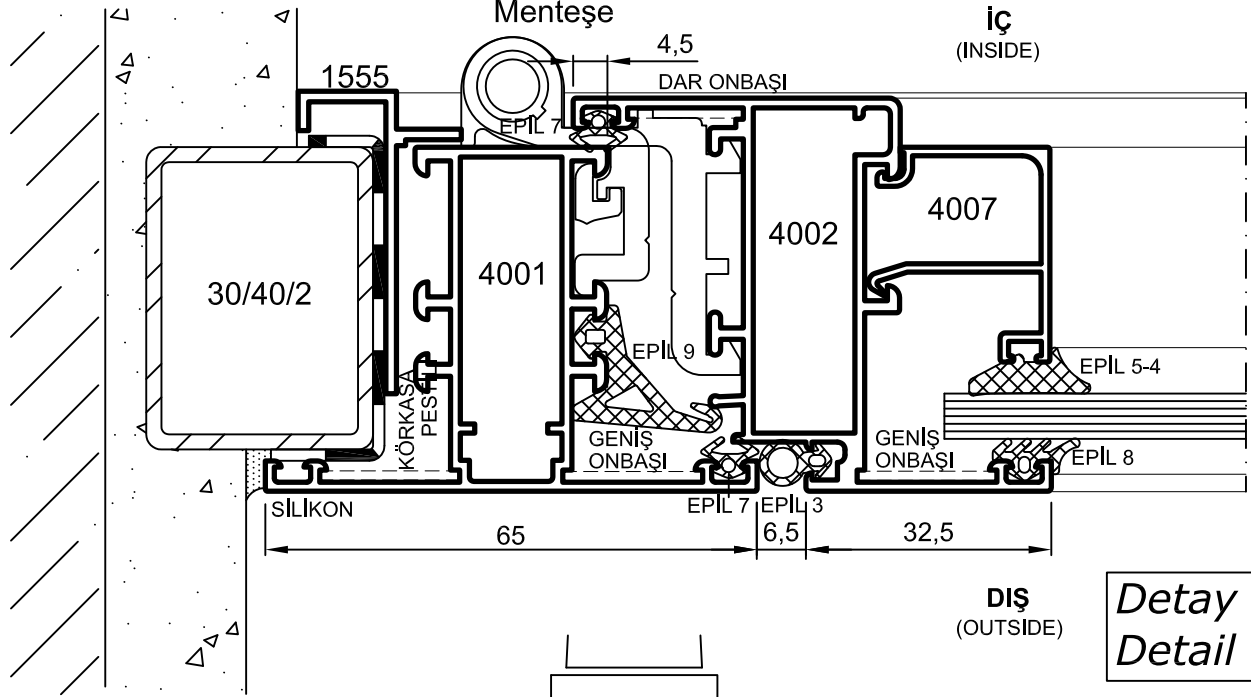 Menteşe
İÇ
(INSIDE)
4,5
1555
DAR ONBAŞI
EPİL 7
4007
4002
4001
30/40/2
EPİL 9
EPİL 5-4
KÖRKASA
PESTİL
GENİŞ
ONBAŞI
GENİŞ
ONBAŞI
EPİL 8
SİLİKON
EPİL 7
EPİL 3
65
6,5
32,5
DIŞ
(OUTSIDE)
Detay
Detail